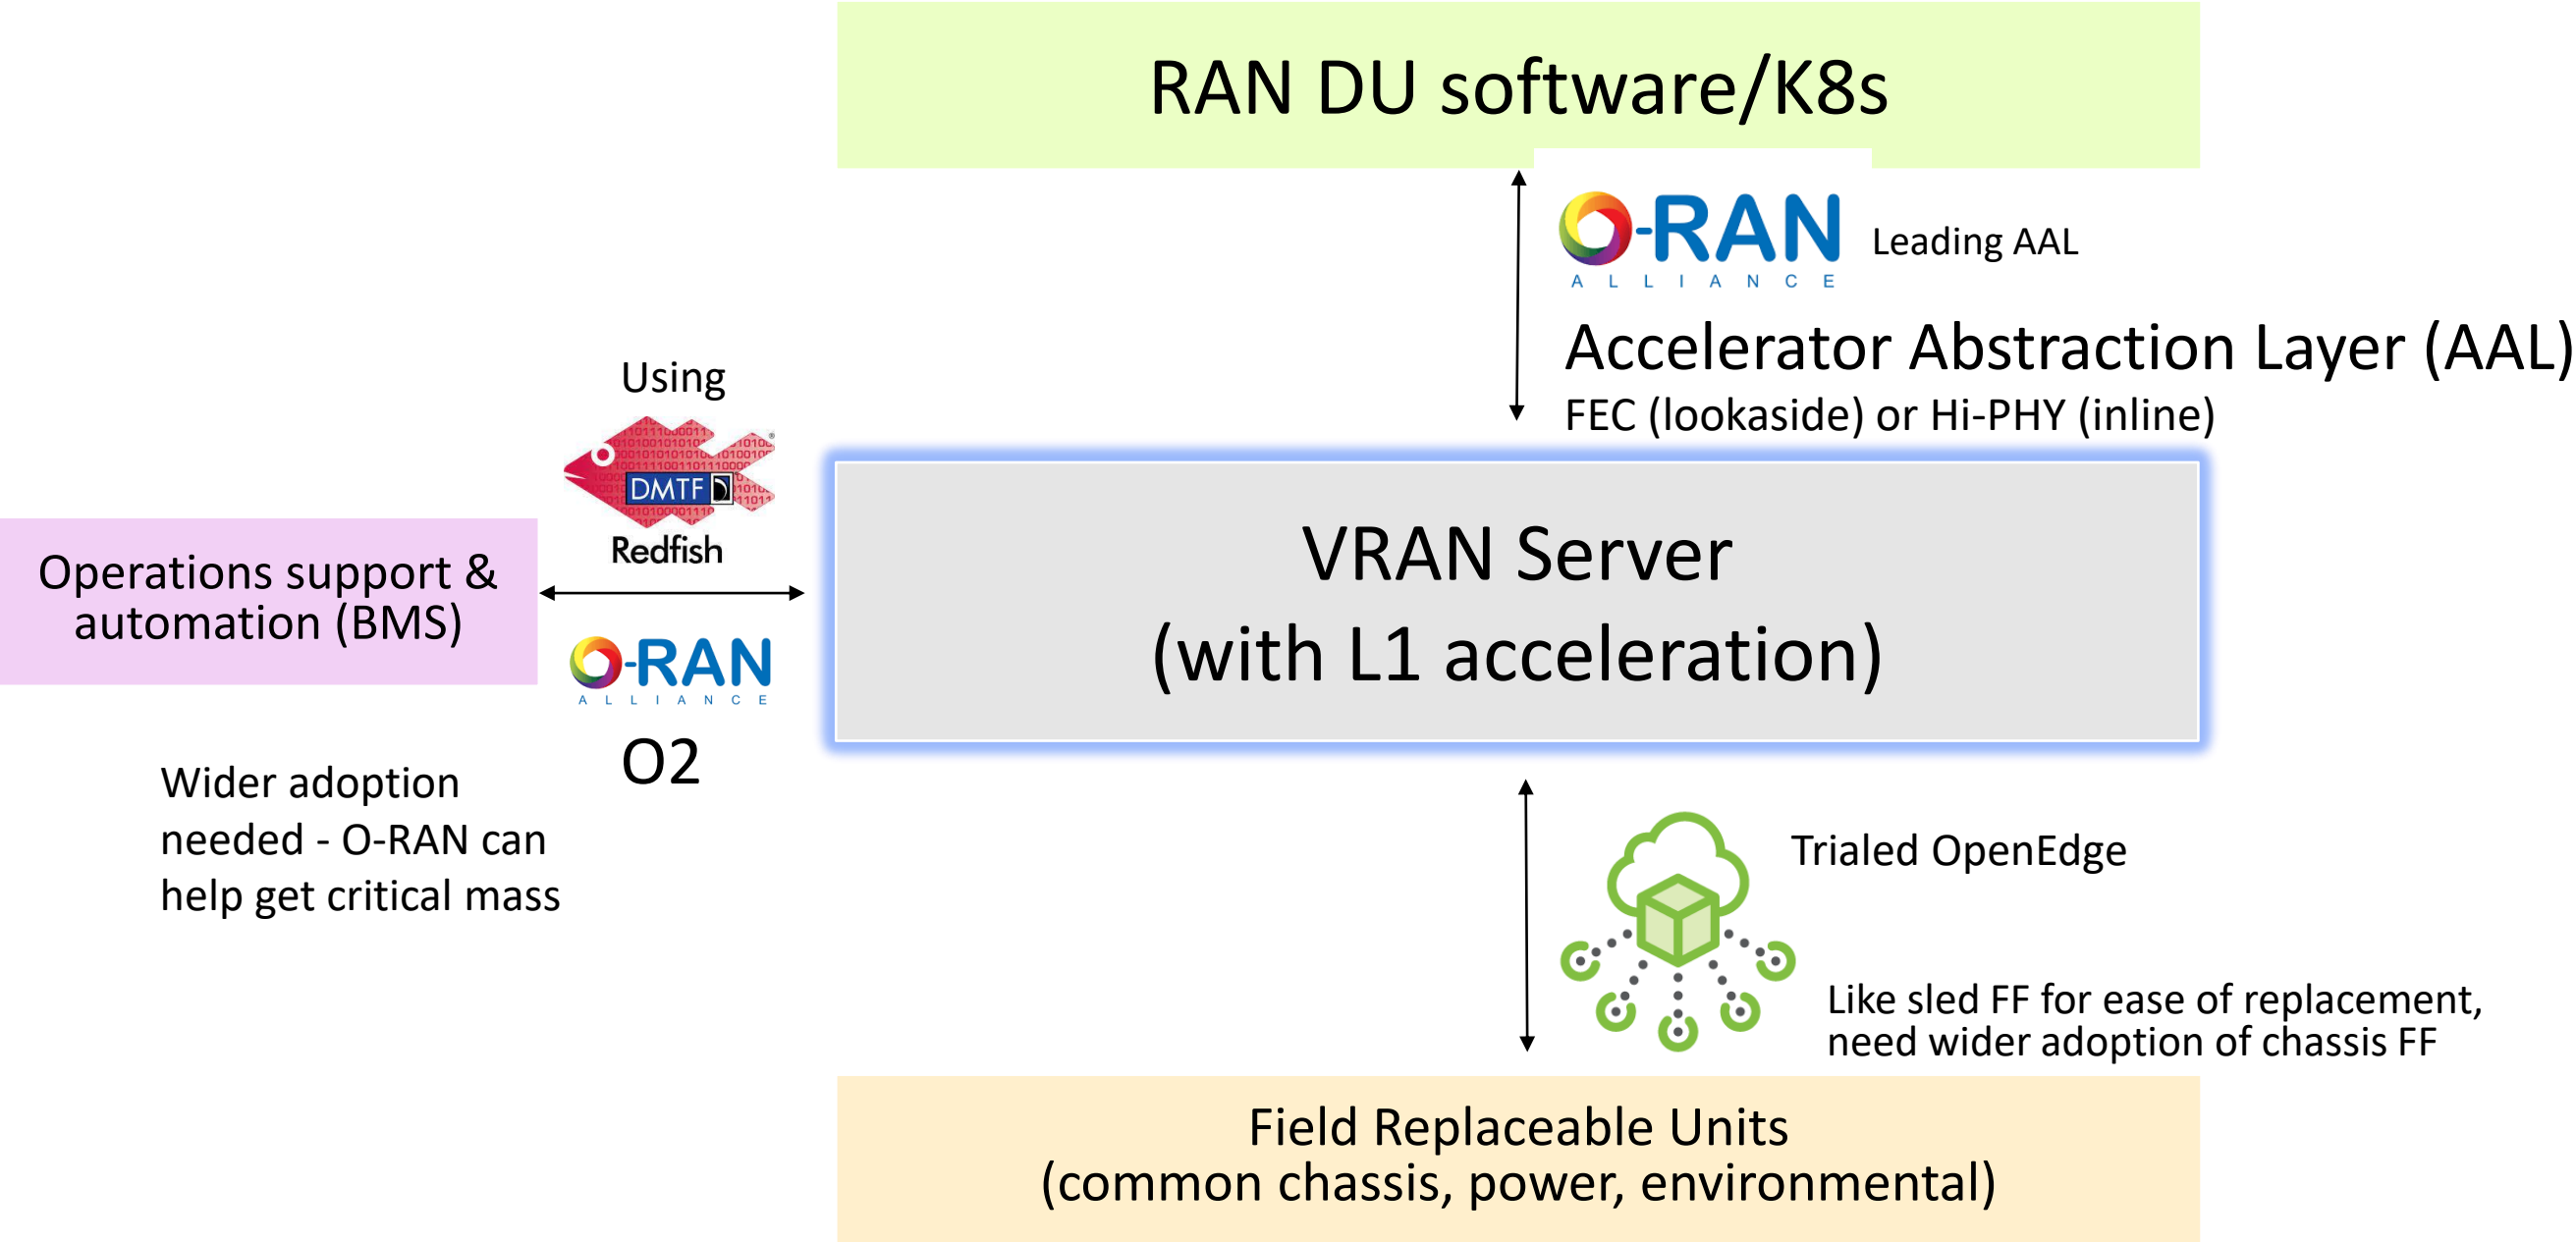 RAN DU software/K8s
O-RAN
ALLIANCE
Leading AAL
Accelerator Abstraction Layer (AAL)
FEC (lookaside) or Hi-PHY (inline)
Using
DMTF
Redfish
Operations support &
automation (BMS)
O-RAN
ALLIANCE
O2
Wider adoption
needed - O-RAN can
help get critical mass
VRAN Server
(with L1 acceleration)
Trialed OpenEdge
Like sled FF for ease of replacement,
need wider adoption of chassis FF
Field Replaceable Units
(common chassis, power, environmental)